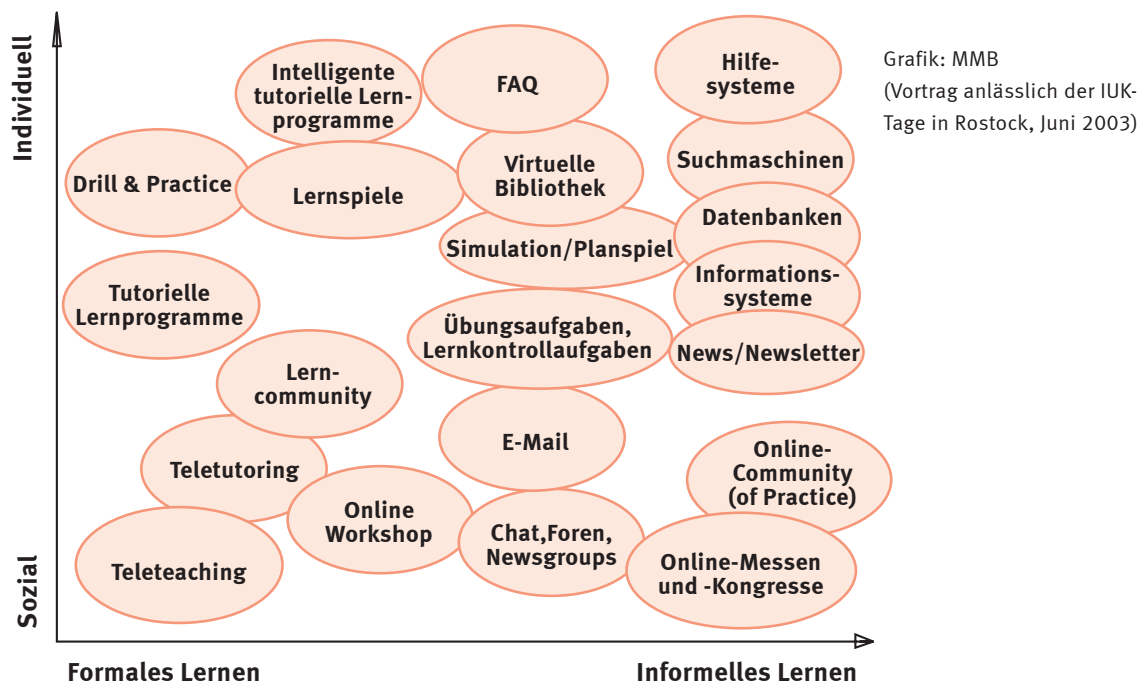 Individuell
Sozial
Intelligente
tutorielle Lern-
programme
FAQ
Hilfe-
systeme
Grafik: MMB
(Vortrag anlässlich der IUK-
Tage in Rostock, Juni 2003)
Drill & Practice
Lernspiele
Virtuelle
Bibliothek
Suchmaschinen
Datenbanken
Simulation/Planspiel
Informations-
systeme
Tutorielle
Lernprogramme
Übungsaufgaben,
Lernkontrollaufgaben
News/Newsletter
Lern-
community
E-Mail
Teletutoring
Online-
Community
(of Practice)
Online
Workshop
Chat,Foren,
Newsgroups
Teleteaching
Online-Messen
und -Kongresse
Formales Lernen
Informelles Lernen